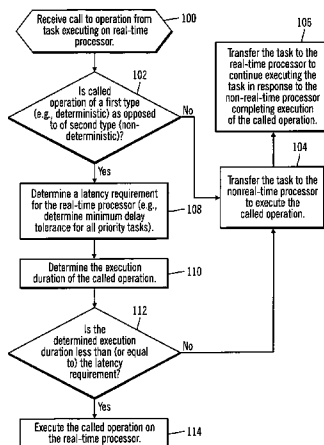 Receive call to operation from
task executing on real-time
processor.
100
102
Is called
operation of a first type
(e.g., deterministic) as opposed
to of second type (non-
deterministic)?
No
Yes
106
Transfer the task to the
real-time processor to
continue executing the
task in response to the
non-real-time processor
completing execution
of the called operation.
104
Transfer the task to the
nonreal-time processor
to execute the
called operation.
Determine a latency requirement
for the real-time processor (e.g.,
determine minimum delay
tolerance for all priority tasks).
108
110
Determine the execution
duration of the called operation.
112
Is the
determined execution
duration less than (or equal
to) the latency
requirement?
No
Yes
Execute the called operation on
the real-time processor.
114